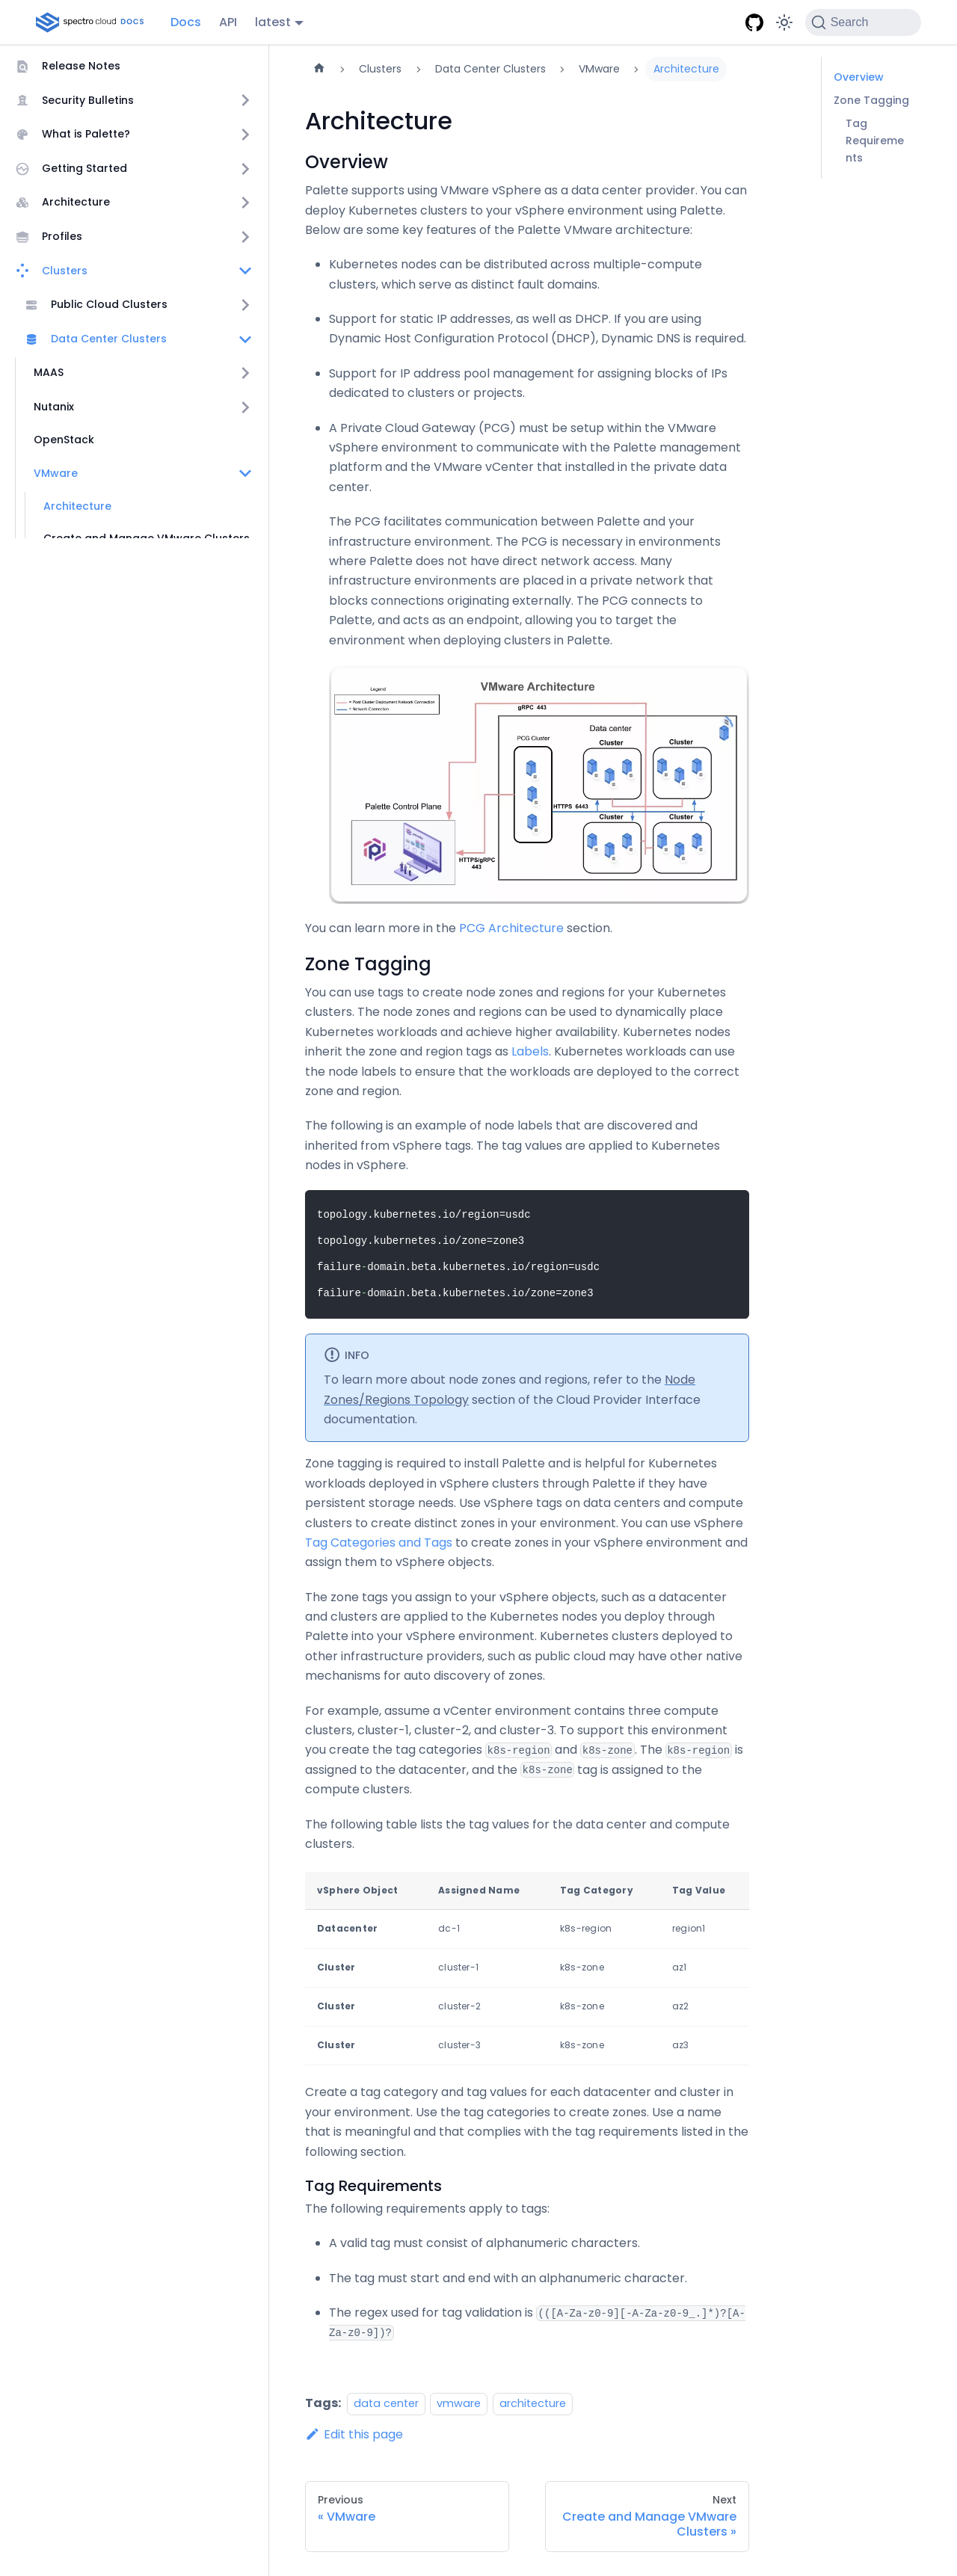 spectro cloud DOCS
Docs
API
latest
Search
Release Notes
Security Bulletins
What is Palette?
Getting Started
Architecture
Profiles
Clusters
Public Cloud Clusters
Data Center Clusters
MAAS
Nutanix
OpenStack
VMware
Architecture
Create and Manage VMware Clusters
Clusters
Data Center Clusters
VMware
Architecture
Overview
Zone Tagging
Tag
Requireme
nts
Architecture
Overview
Palette supports using VMware vSphere as a data center provider. You can
deploy Kubernetes clusters to your vSphere environment using Palette.
Below are some key features of the Palette VMware architecture:
• Kubernetes nodes can be distributed across multiple-compute
clusters, which serve as distinct fault domains.
• Support for static IP addresses, as well as DHCP. If you are using
Dynamic Host Configuration Protocol (DHCP), Dynamic DNS is required.
• Support for IP address pool management for assigning blocks of IPs
dedicated to clusters or projects.
• A Private Cloud Gateway (PCG) must be setup within the VMware
vSphere environment to communicate with the Palette management
platform and the VMware vCenter that installed in the private data
center.
The PCG facilitates communication between Palette and your
infrastructure environment. The PCG is necessary in environments
where Palette does not have direct network access. Many
infrastructure environments are placed in a private network that
blocks connections originating externally. The PCG connects to
Palette, and acts as an endpoint, allowing you to target the
environment when deploying clusters in Palette.
VMware Architecture
Legend
= Post Cluster Deployment Network Connection
= Network Connection
gRPC 443
Data center
PCG Cluster
Cluster
Cluster
HTTPS 6443
Cluster
Cluster
Palette Control Plane
HTTPS/gRPC
443
You can learn more in the PCG Architecture section.
Zone Tagging
You can use tags to create node zones and regions for your Kubernetes
clusters. The node zones and regions can be used to dynamically place
Kubernetes workloads and achieve higher availability. Kubernetes nodes
inherit the zone and region tags as Labels. Kubernetes workloads can use
the node labels to ensure that the workloads are deployed to the correct
zone and region.
The following is an example of node labels that are discovered and
inherited from vSphere tags. The tag values are applied to Kubernetes
nodes in vSphere.
topology.kubernetes.io/region=usdc
topology.kubernetes.io/zone=zone3
failure-domain.beta.kubernetes.io/region=usdc
failure-domain.beta.kubernetes.io/zone=zone3
INFO
To learn more about node zones and regions, refer to the Node
Zones/Regions Topology section of the Cloud Provider Interface
documentation.
Zone tagging is required to install Palette and is helpful for Kubernetes
workloads deployed in vSphere clusters through Palette if they have
persistent storage needs. Use vSphere tags on data centers and compute
clusters to create distinct zones in your environment. You can use vSphere
Tag Categories and Tags to create zones in your vSphere environment and
assign them to vSphere objects.
The zone tags you assign to your vSphere objects, such as a datacenter
and clusters are applied to the Kubernetes nodes you deploy through
Palette into your vSphere environment. Kubernetes clusters deployed to
other infrastructure providers, such as public cloud may have other native
mechanisms for auto discovery of zones.
For example, assume a vCenter environment contains three compute
clusters, cluster-1, cluster-2, and cluster-3. To support this environment
you create the tag categories k8s-region and k8s-zone. The k8s-region is
assigned to the datacenter, and the k8s-zone tag is assigned to the
compute clusters.
The following table lists the tag values for the data center and compute
clusters.
vSphere Object Assigned Name Tag Category Tag Value
Datacenter dc-1 k8s-region region1
Cluster cluster-1 k8s-zone az1
Cluster cluster-2 k8s-zone az2
Cluster cluster-3 k8s-zone az3
Create a tag category and tag values for each datacenter and cluster in
your environment. Use the tag categories to create zones. Use a name
that is meaningful and that complies with the tag requirements listed in the
following section.
Tag Requirements
The following requirements apply to tags:
• A valid tag must consist of alphanumeric characters.
• The tag must start and end with an alphanumeric character.
• The regex used for tag validation is (([A-Za-z0-9][-A-Za-z0-9_.]*)?[A-
Za-z0-9])?
Tags: data center vmware architecture
Edit this page
Previous
« VMware
Next
Create and Manage VMware
Clusters »